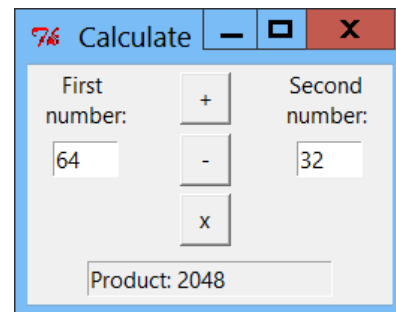 Calculate
First number:
+
Second number:
64
-
32
x
Product: 2048